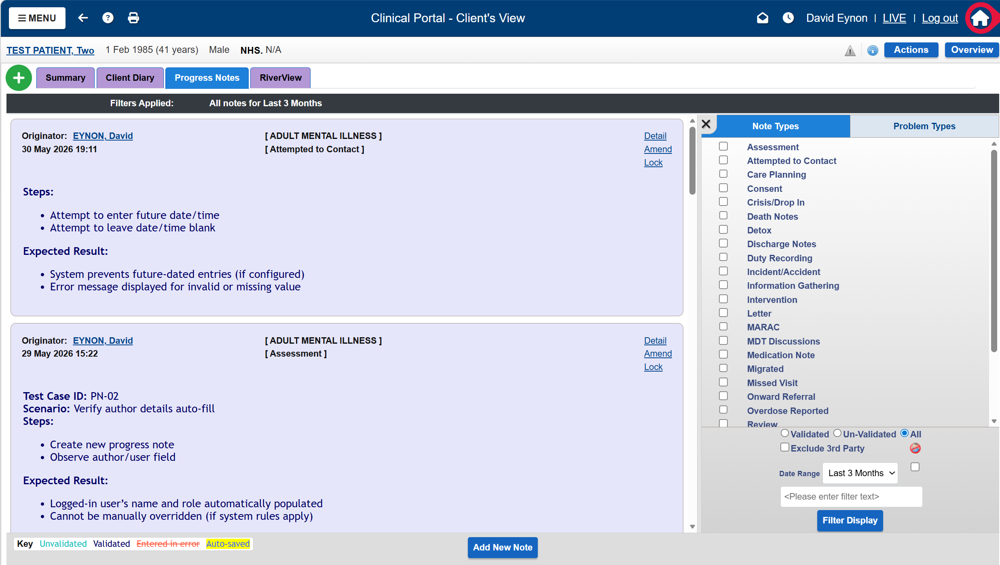 MENU
Clinical Portal - Client's View
David Eynon | LIVE | Log out
TEST PATIENT, Two 1 Feb 1985 (41 years) Male NHS. N/A
Actions Overview
Summary Client Diary Progress Notes RiverView
Filters Applied: All notes for Last 3 Months
Originator: EYNON, David [ ADULT MENTAL ILLNESS ] Detail
30 May 2026 19:11 [ Attempted to Contact ] Amend
Lock
Steps:
• Attempt to enter future date/time
• Attempt to leave date/time blank
Expected Result:
• System prevents future-dated entries (if configured)
• Error message displayed for invalid or missing value
Originator: EYNON, David [ ADULT MENTAL ILLNESS ] Detail
29 May 2026 15:22 [ Assessment ] Amend
Lock
Test Case ID: PN-02
Scenario: Verify author details auto-fill
Steps:
• Create new progress note
• Observe author/user field
Expected Result:
• Logged-in user’s name and role automatically populated
• Cannot be manually overridden (if system rules apply)
Note Types Problem Types
Assessment
Attempted to Contact
Care Planning
Consent
Crisis/Drop In
Death Notes
Detox
Discharge Notes
Duty Recording
Incident/Accident
Information Gathering
Intervention
Letter
MARAC
MDT Discussions
Medication Note
Migrated
Missed Visit
Onward Referral
Overdose Reported
Review
Validated Un-Validated All
Exclude 3rd Party
Date Range Last 3 Months
<Please enter filter text>
Filter Display
Key Unvalidated Validated Entered in error Auto-saved
Add New Note